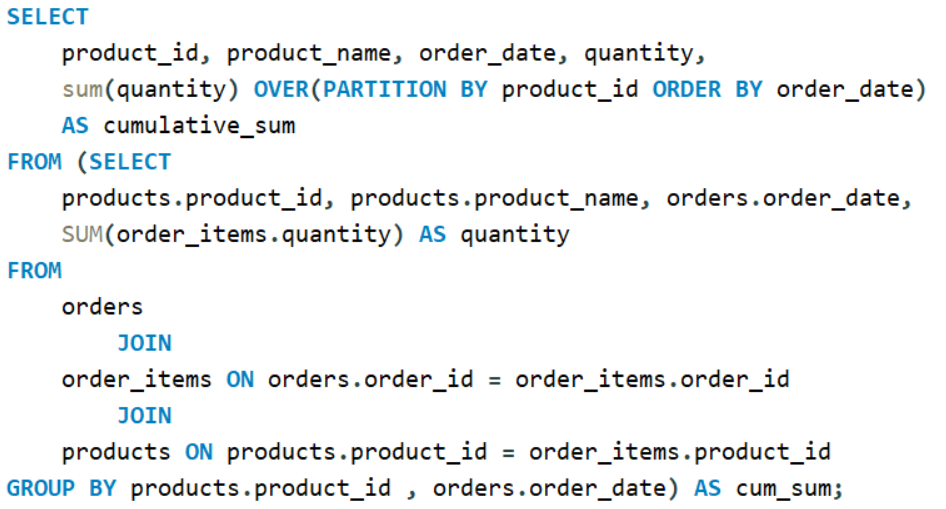 SELECT
product_id, product_name, order_date, quantity,
sum(quantity) OVER(PARTITION BY product_id ORDER BY order_date)
AS cumulative_sum
FROM (SELECT
products.product_id, products.product_name, orders.order_date,
SUM(order_items.quantity) AS quantity
FROM
orders
JOIN
order_items ON orders.order_id = order_items.order_id
JOIN
products ON products.product_id = order_items.product_id
GROUP BY products.product_id , orders.order_date) AS cum_sum;